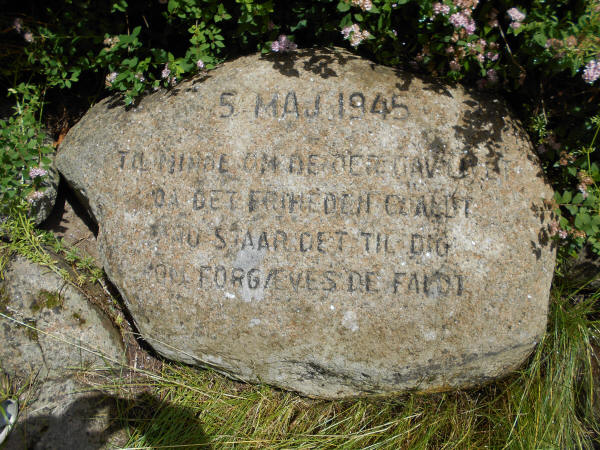 5 MAJ 1945
TIL MINDE OM DE DER GAV LIVET
DA DET FRIHEDEN GJALDT
NU STAAR DET TIL DIG
OM FORGÆVES DE FALDT